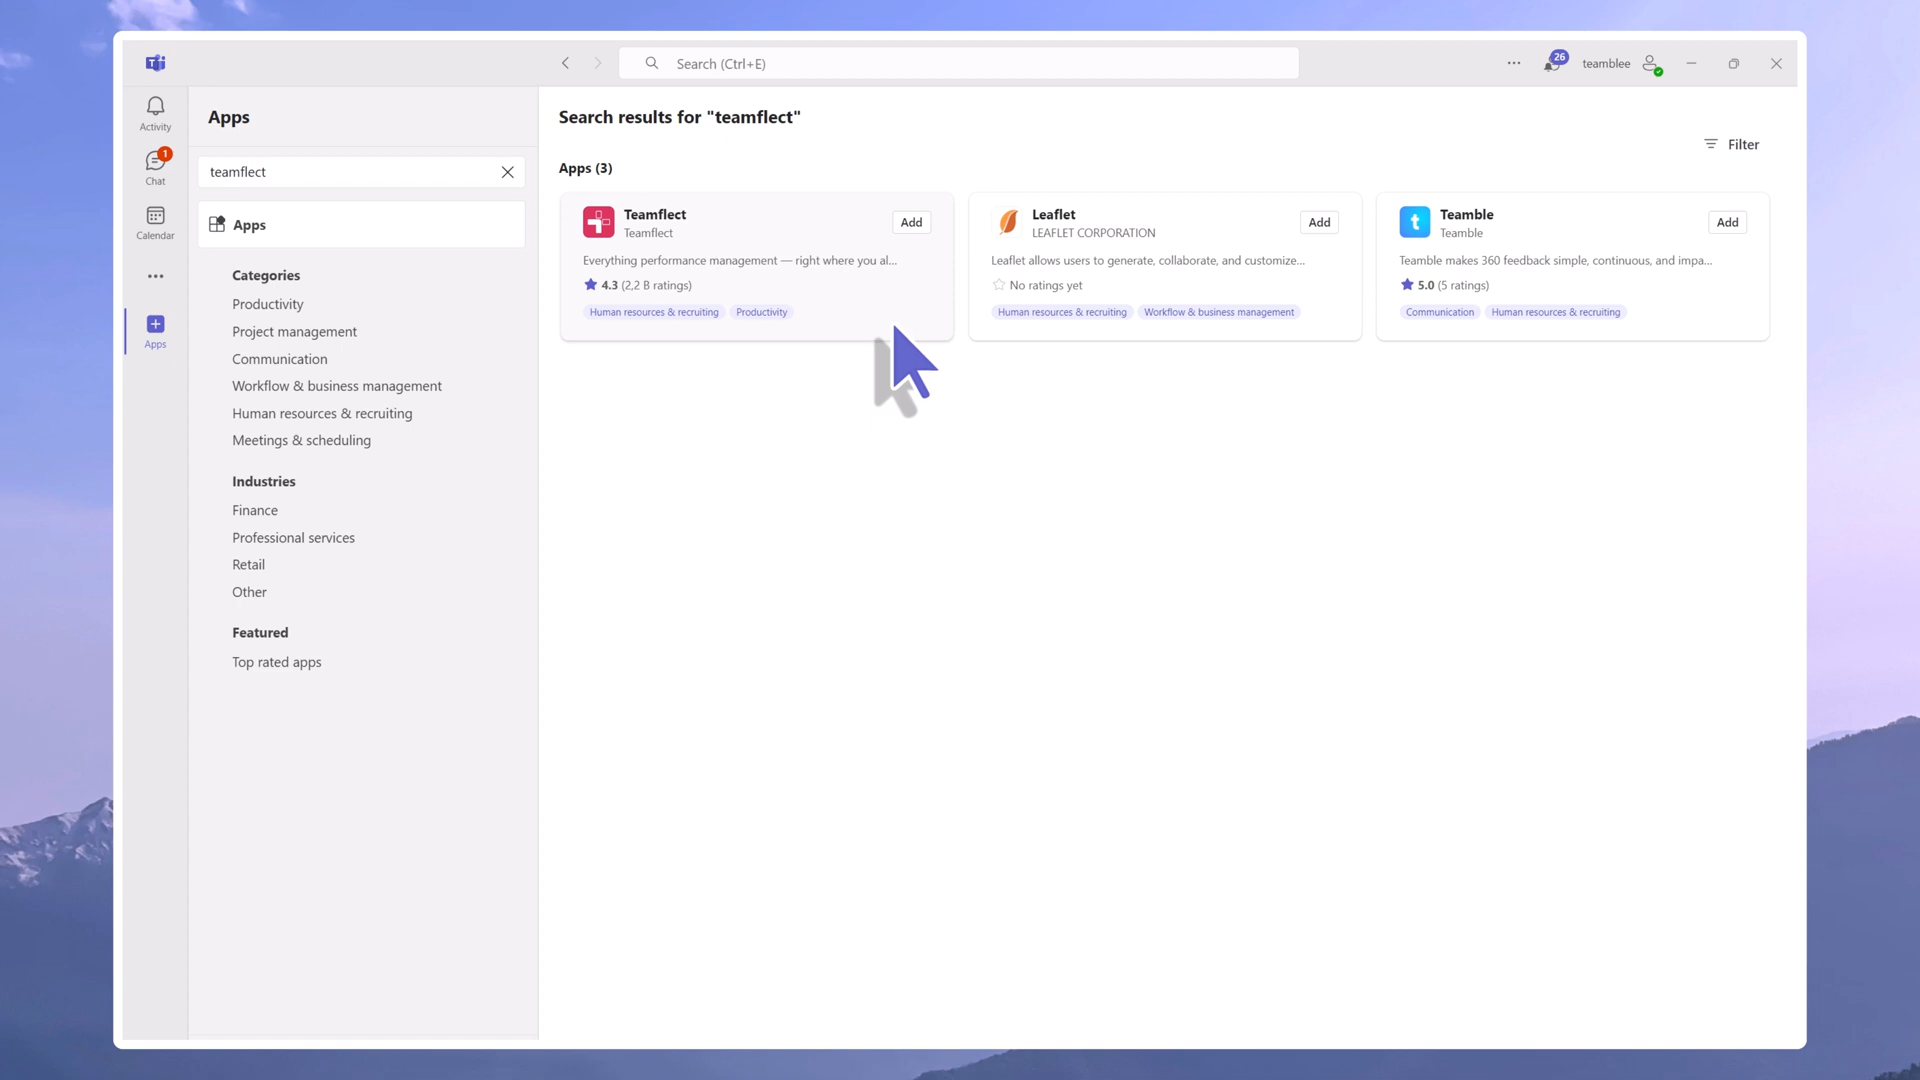 Search (Ctrl+E)
26
teamblee
Activity
1
Chat
Calendar
Apps
Apps
teamflect
Apps
Categories
Productivity
Project management
Communication
Workflow & business management
Human resources & recruiting
Meetings & scheduling
Industries
Finance
Professional services
Retail
Other
Featured
Top rated apps
Search results for "teamflect"
Filter
Apps (3)
Teamflect
Teamflect
Add
Everything performance management — right where you al...
4.3 (2,2 B ratings)
Human resources & recruiting
Productivity
Leaflet
LEAFLET CORPORATION
Add
Leaflet allows users to generate, collaborate, and customize...
No ratings yet
Human resources & recruiting
Workflow & business management
t
Teamble
Teamble
Add
Teamble makes 360 feedback simple, continuous, and impa...
5.0 (5 ratings)
Communication
Human resources & recruiting